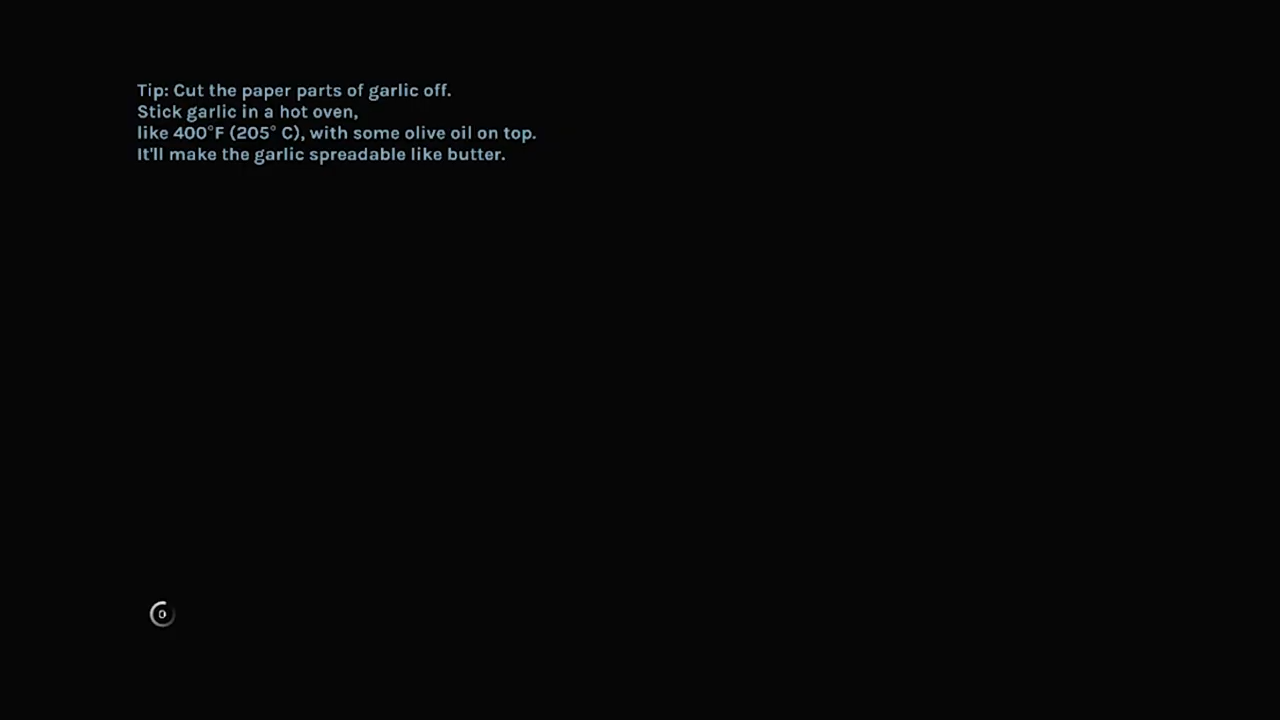 Tip: Cut the paper parts of garlic off.
Stick garlic in a hot oven,
like 400°F (205° C), with some olive oil on top.
It'll make the garlic spreadable like butter.
0